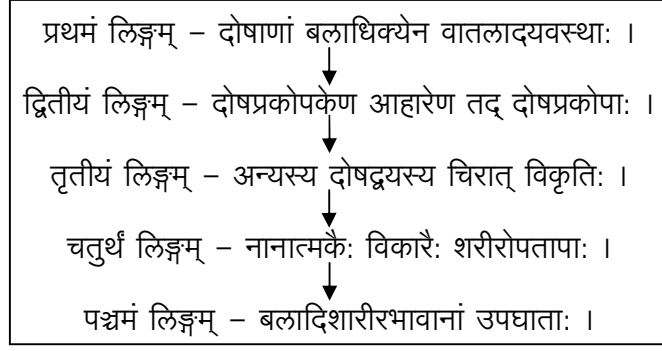 प्रथमं लिङ्गम् – दोषाणां बलाधिक्येन वातलादयवस्था: ।
द्वितीयं लिङ्गम् – दोषप्रकोपकेण आहारेण तद् दोषप्रकोपा: ।
तृतीयं लिङ्गम् – अन्यस्य दोषद्वयस्य चिरात् विकृति: ।
चतुर्थं लिङ्गम् – नानात्मकै: विकारै: शरीरोपतापा: ।
पञ्चमं लिङ्गम् – बलादिशारीरभावानां उपघाता: ।